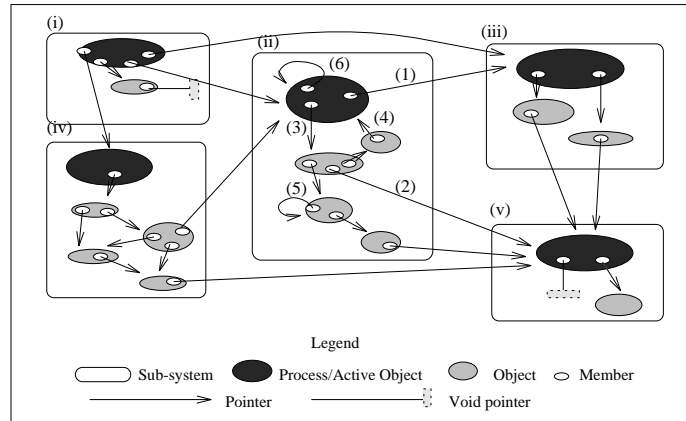 (i)
(ii)
(iii)
(6)
(1)
(3)
(4)
(iv)
(2)
(5)
(v)
Legend
Sub-system
Process/Active Object
Object
Member
Pointer
Void pointer